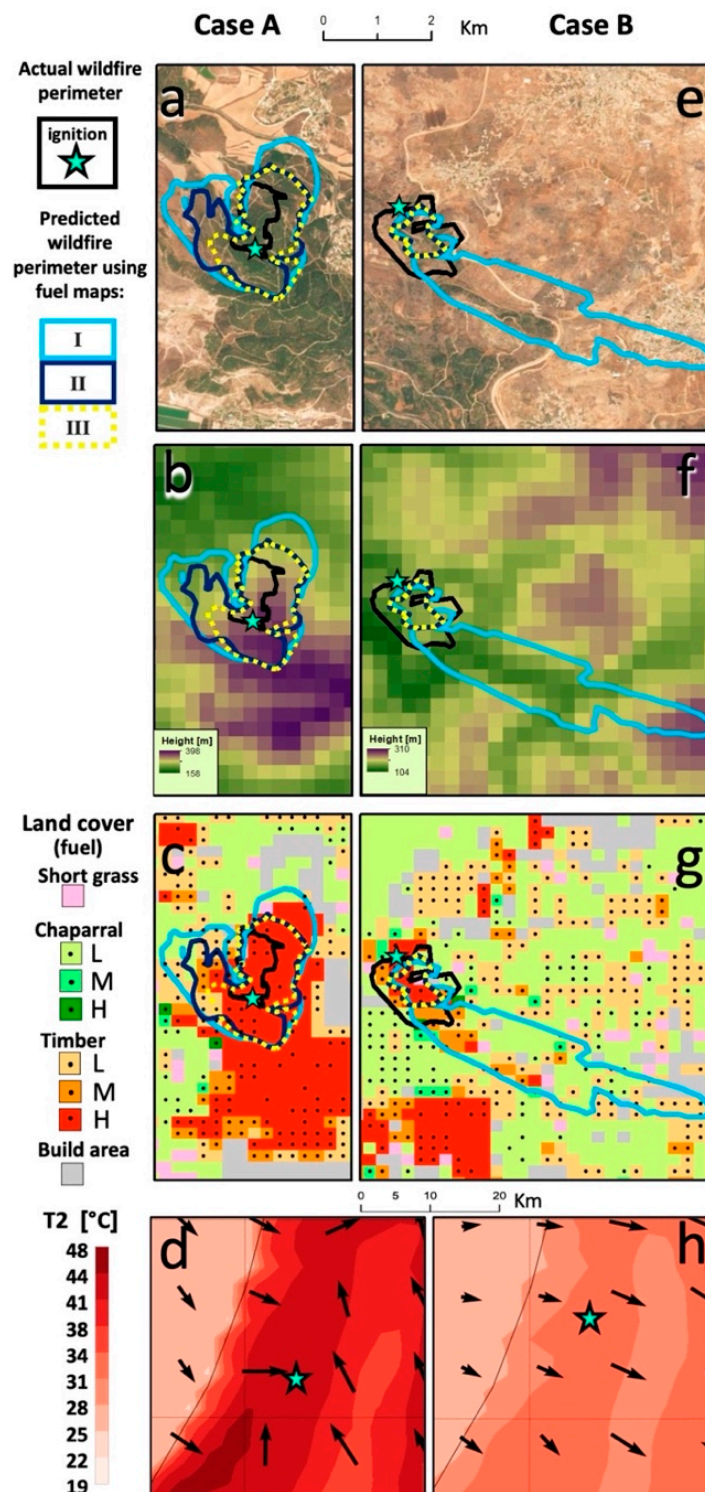 Case A
0 1 2 Km
Case B
Actual wildfire
perimeter
ignition
Predicted
wildfire
perimeter using
fuel maps:
I
II
III
a
e
b
f
Height [m]
398
158
Height [m]
310
104
Land cover
(fuel)
Short grass
Chaparral
L
M
H
Timber
L
M
H
Build area
c
g
0 5 10 20 Km
T2 [°C]
48
44
41
38
34
31
28
25
22
19
d
h